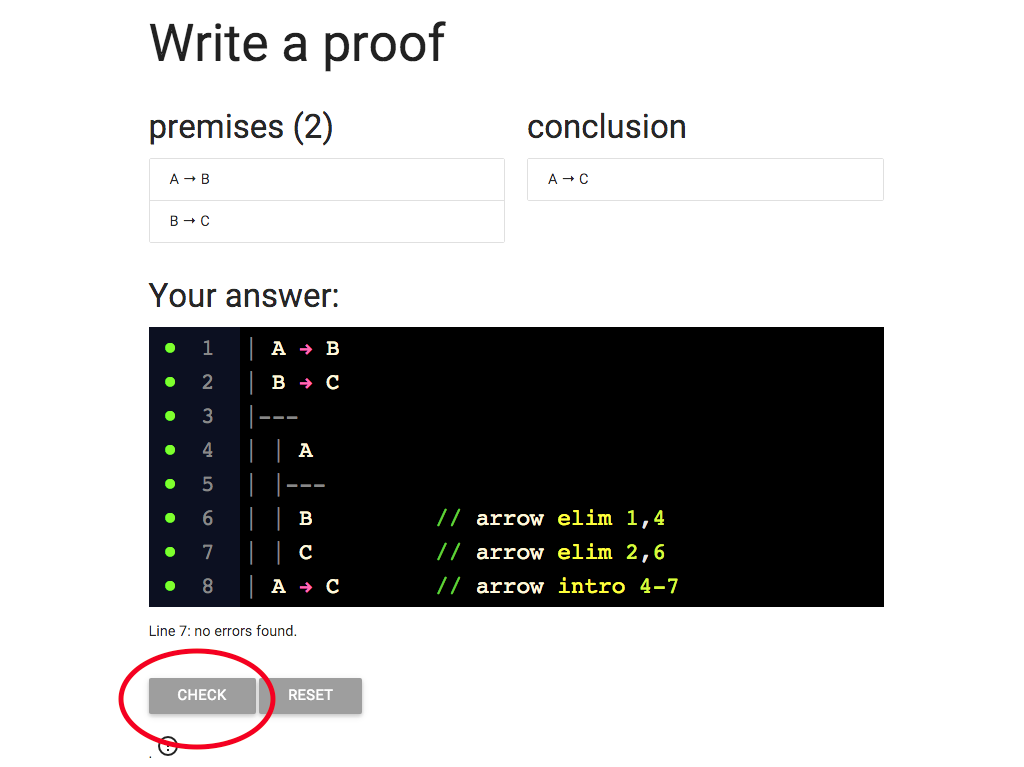 Write a proof
premises (2)
A → B
B → C
conclusion
A → C
Your answer:
1 | A → B
2 | B → C
3 |---
4 | | A
5 | |---
6 | | B // arrow elim 1,4
7 | | C // arrow elim 2,6
8 | A → C // arrow intro 4-7
Line 7: no errors found.
CHECK RESET
.